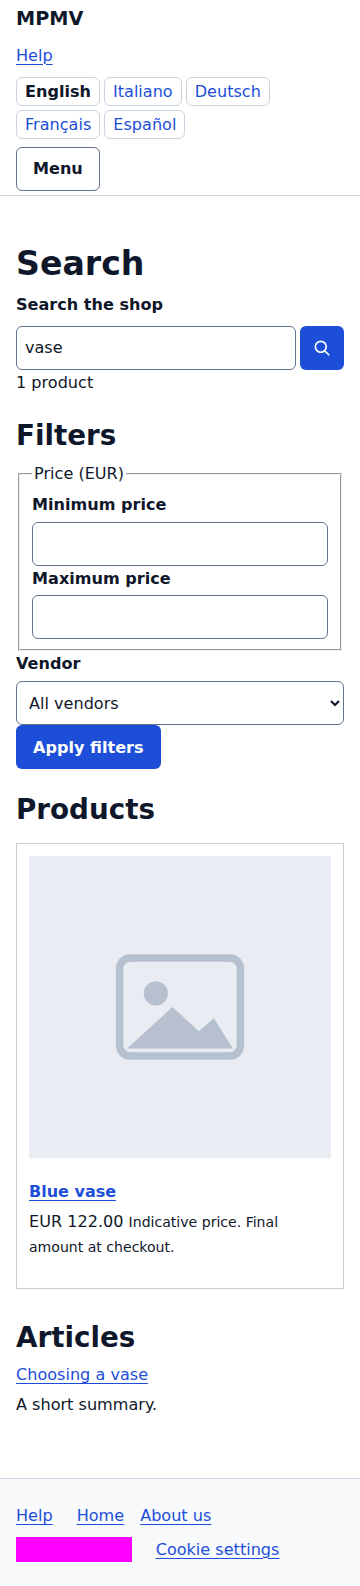 MPMV
Help
English Italiano Deutsch
Français Español
Menu
Search
Search the shop
vase
1 product
Filters
Price (EUR)
Minimum price
Maximum price
Vendor
All vendors
Apply filters
Products
Blue vase
EUR 122.00 Indicative price. Final
amount at checkout.
Articles
Choosing a vase
A short summary.
Help Home About us
Cookie settings